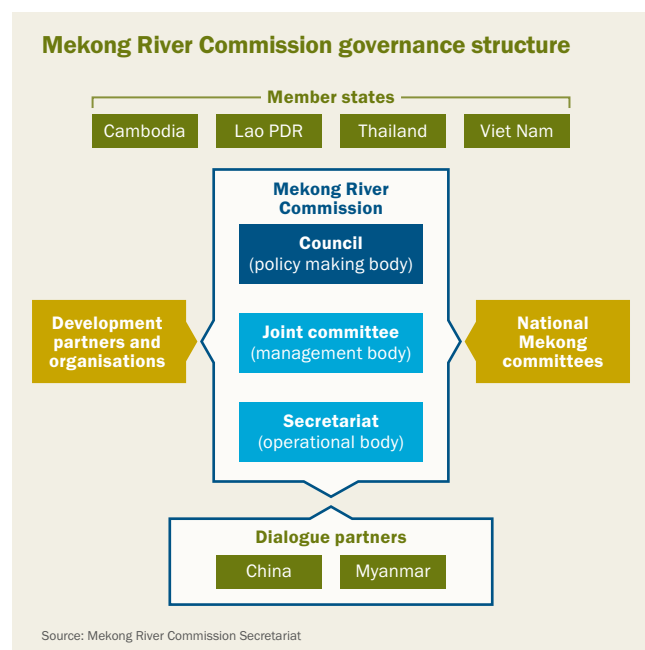 Mekong River Commission governance structure
Member states
Cambodia
Lao PDR
Thailand
Viet Nam
Mekong River
Commission
Council
(policy making body)
Development
partners and
organisations
Joint committee
(management body)
National
Mekong
committees
Secretariat
(operational body)
Dialogue partners
China
Myanmar
Source: Mekong River Commission Secretariat